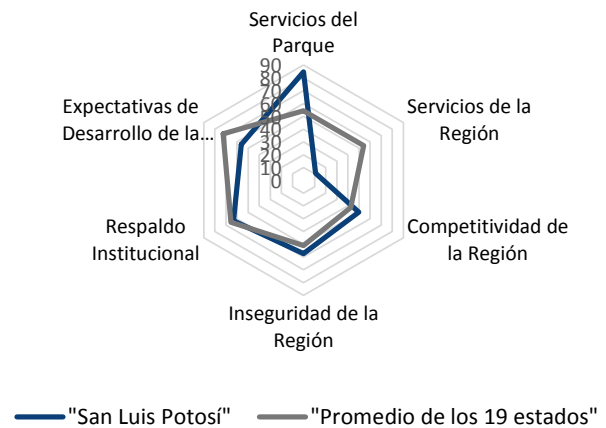 Servicios del
Parque
90
80
70
60
50
40
30
20
10
0
Servicios de la
Región
Competitividad de
la Región
Inseguridad de la
Región
Respaldo
Institucional
Expectativas de
Desarrollo de la...
"San Luis Potosí"
"Promedio de los 19 estados"